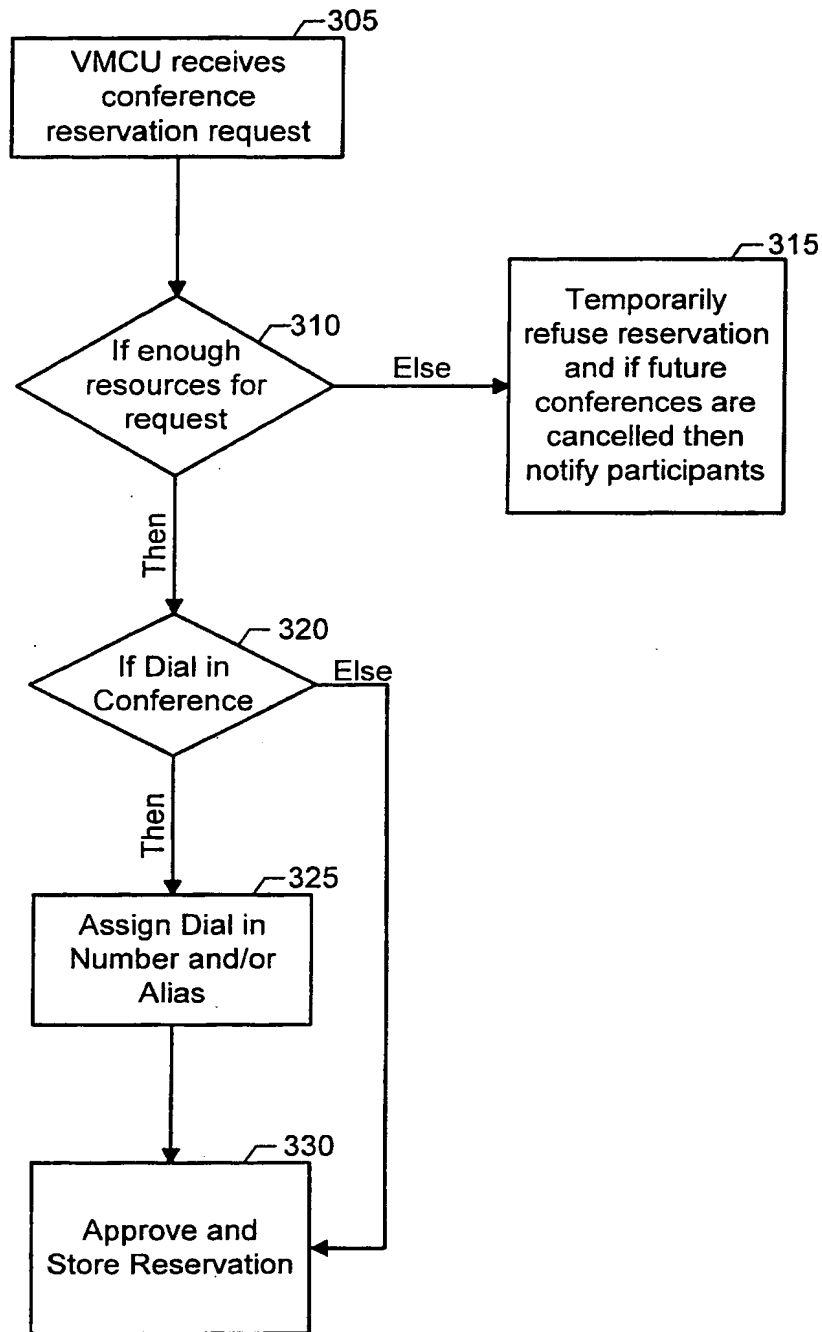 305
VMCU receives
conference
reservation request
310
If enough
resources for
request
Else
315
Temporarily
refuse reservation
and if future
conferences are
cancelled then
notify participants
Then
320
If Dial in
Conference
Else
Then
325
Assign Dial in
Number and/or
Alias
330
Approve and
Store Reservation